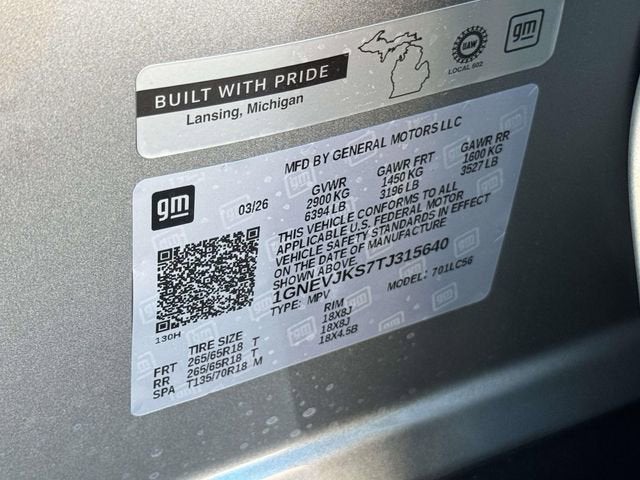 BUILT WITH PRIDE
Lansing, Michigan
UAW
LOCAL 602
gm
MFD BY GENERAL MOTORS LLC
gm
03/26
GVWR
2900 KG
6394 LB
GAWR FRT
1450 KG
3196 LB
GAWR RR
1600 KG
3527 LB
THIS VEHICLE CONFORMS TO ALL
APPLICABLE U.S. FEDERAL MOTOR
VEHICLE SAFETY STANDARDS IN EFFECT
ON DATE OF MANUFACTURE SHOWN
ABOVE.
1GNEVJKS7TJ315640
TYPE: MPV
MODEL: 701LC56
130H
TIRE SIZE RIM
FRT 265/65R18 T 18X8J
RR 265/65R18 T 18X8J
SPA T135/70R18 M 18X4.5B